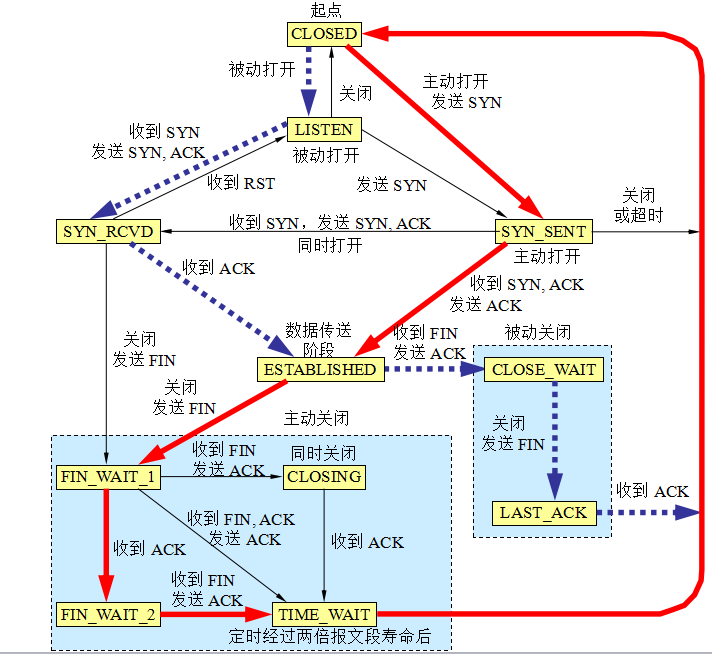 起点
CLOSED
被动打开
关闭
主动打开
发送 SYN
LISTEN
被动打开
收到 SYN
发送 SYN, ACK
收到 RST
发送 SYN
关闭
或超时
SYN_RCVD
收到 SYN，发送 SYN, ACK
同时打开
SYN_SENT
主动打开
收到 ACK
收到 SYN, ACK
发送 ACK
数据传送
阶段
ESTABLISHED
关闭
发送 FIN
收到 FIN
发送 ACK
被动关闭
CLOSE_WAIT
关闭
发送 FIN
关闭
发送 FIN
LAST_ACK
收到 ACK
主动关闭
FIN_WAIT_1
收到 FIN
发送 ACK
同时关闭
CLOSING
收到 ACK
收到 FIN, ACK
发送 ACK
收到 ACK
FIN_WAIT_2
收到 FIN
发送 ACK
TIME_WAIT
定时经过两倍报文段寿命后